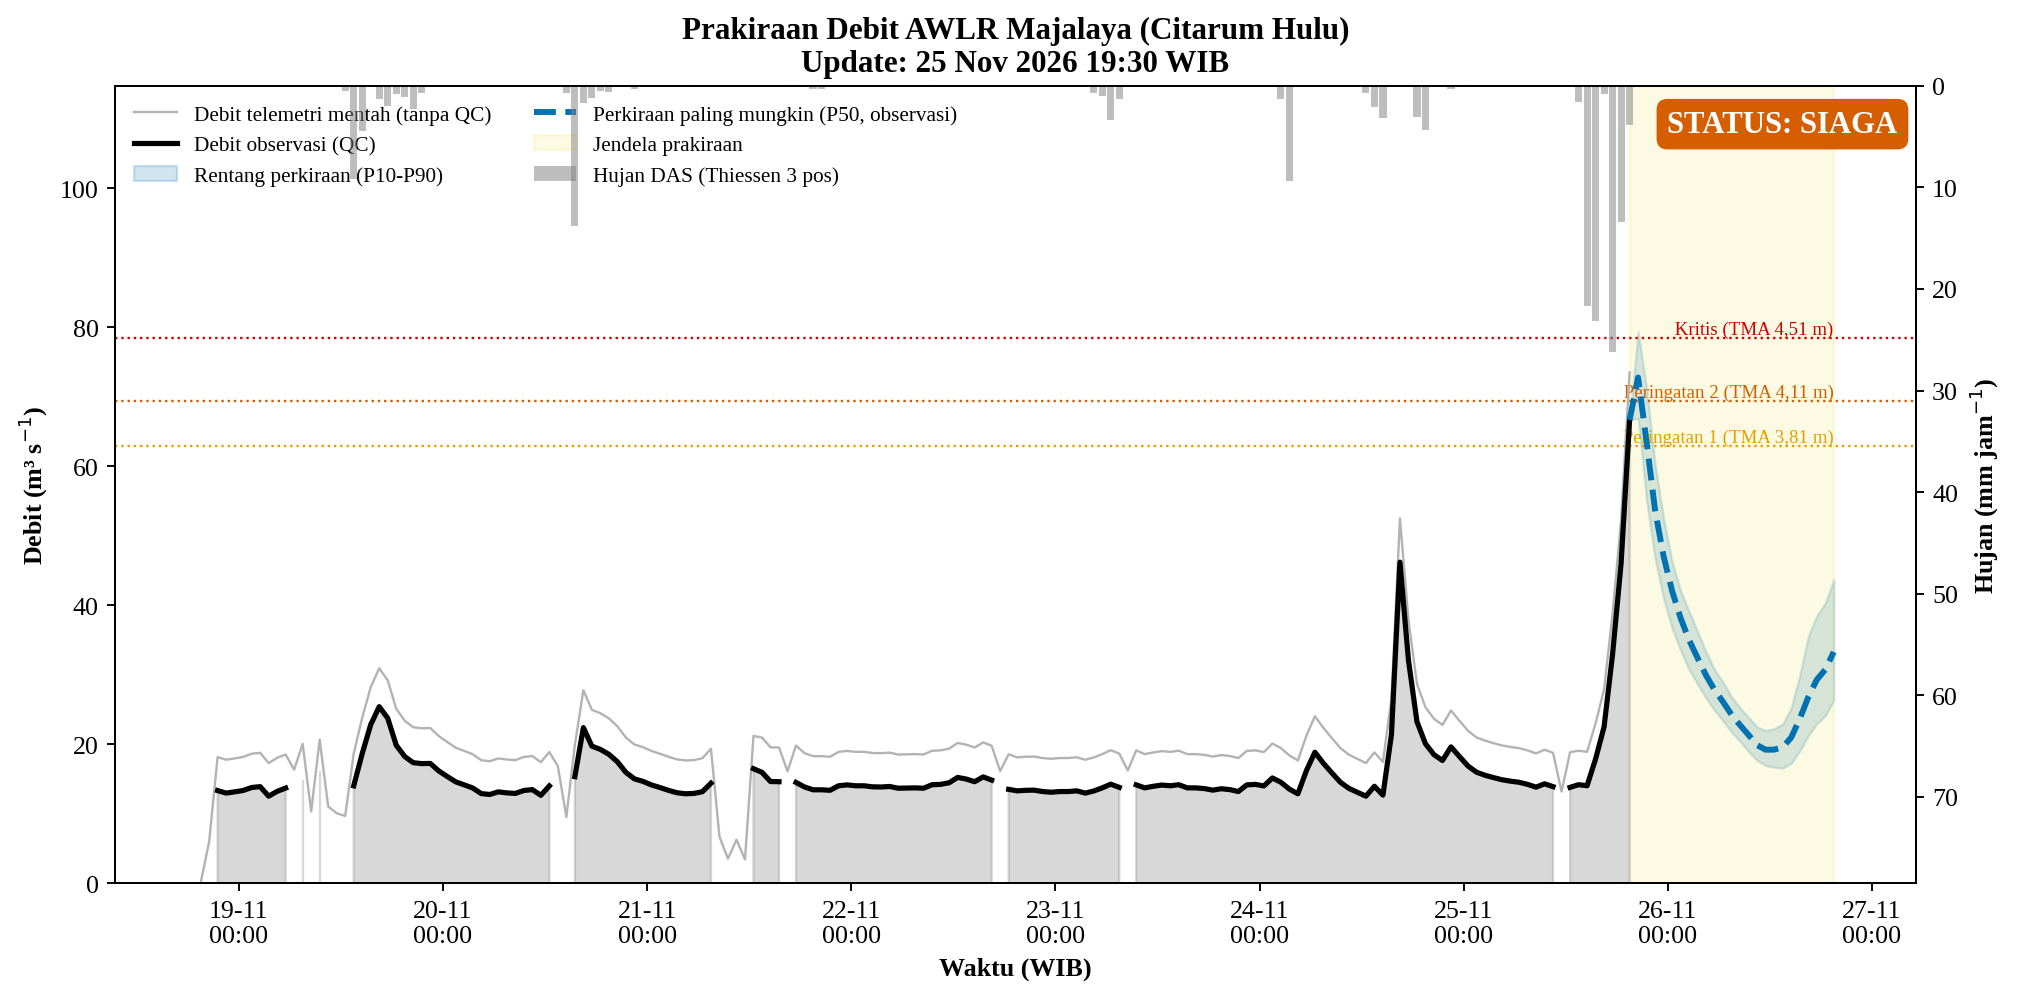 Prakiraan Debit AWLR Majalaya (Citarum Hulu)
Update: 25 Nov 2026 19:30 WIB
Debit telemetri mentah (tanpa QC)
Debit observasi (QC)
Rentang perkiraan (P10-P90)
Perkiraan paling mungkin (P50, observasi)
Jendela prakiraan
Hujan DAS (Thiessen 3 pos)
STATUS: SIAGA
Kritis (TMA 4,51 m)
Peringatan 2 (TMA 4,11 m)
Peringatan 1 (TMA 3,81 m)
Debit (m³ s⁻¹)
100
80
60
40
20
0
Hujan (mm jam⁻¹)
0
10
20
30
40
50
60
70
19-11
00:00
20-11
00:00
21-11
00:00
22-11
00:00
23-11
00:00
24-11
00:00
25-11
00:00
26-11
00:00
27-11
00:00
Waktu (WIB)